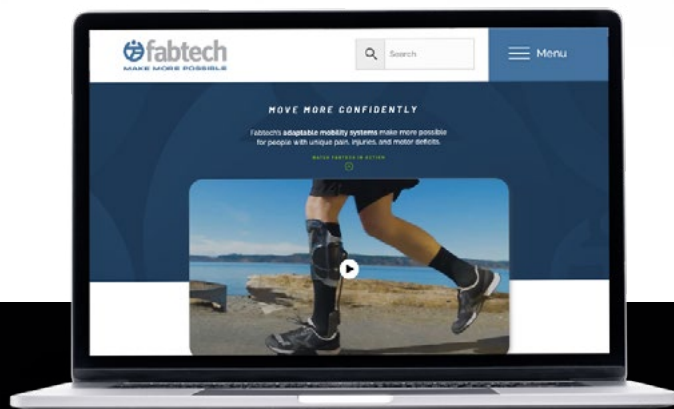 fabtech
MAKE MORE POSSIBLE
Search
Menu
MOVE MORE CONFIDENTLY
Fabtech's adaptable mobility systems make more possible
for people with unique pain, injuries, and motor deficits.
WATCH FABTECH IN ACTION